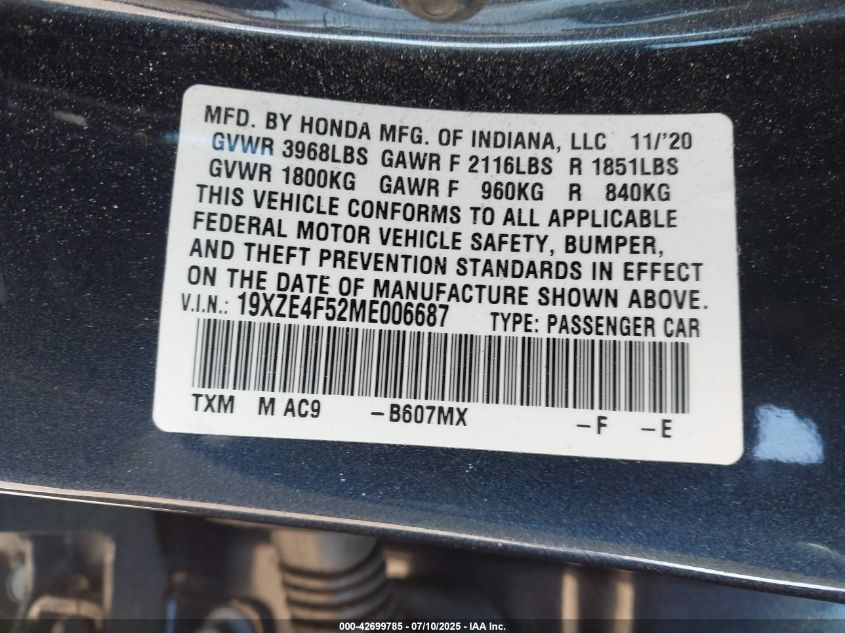 MFD. BY HONDA MFG. OF INDIANA, LLC 11/'20
GVWR 3968LBS GAWR F 2116LBS R 1851LBS
GVWR 1800KG GAWR F 960KG R 840KG
THIS VEHICLE CONFORMS TO ALL APPLICABLE
FEDERAL MOTOR VEHICLE SAFETY, BUMPER,
AND THEFT PREVENTION STANDARDS IN EFFECT
ON THE DATE OF MANUFACTURE SHOWN ABOVE.
V.I.N.: 19XZE4F52ME006687 TYPE: PASSENGER CAR
TXM M AC9 -B607MX -F -E
000-42699785 - 07/10/2025 - IAA Inc.